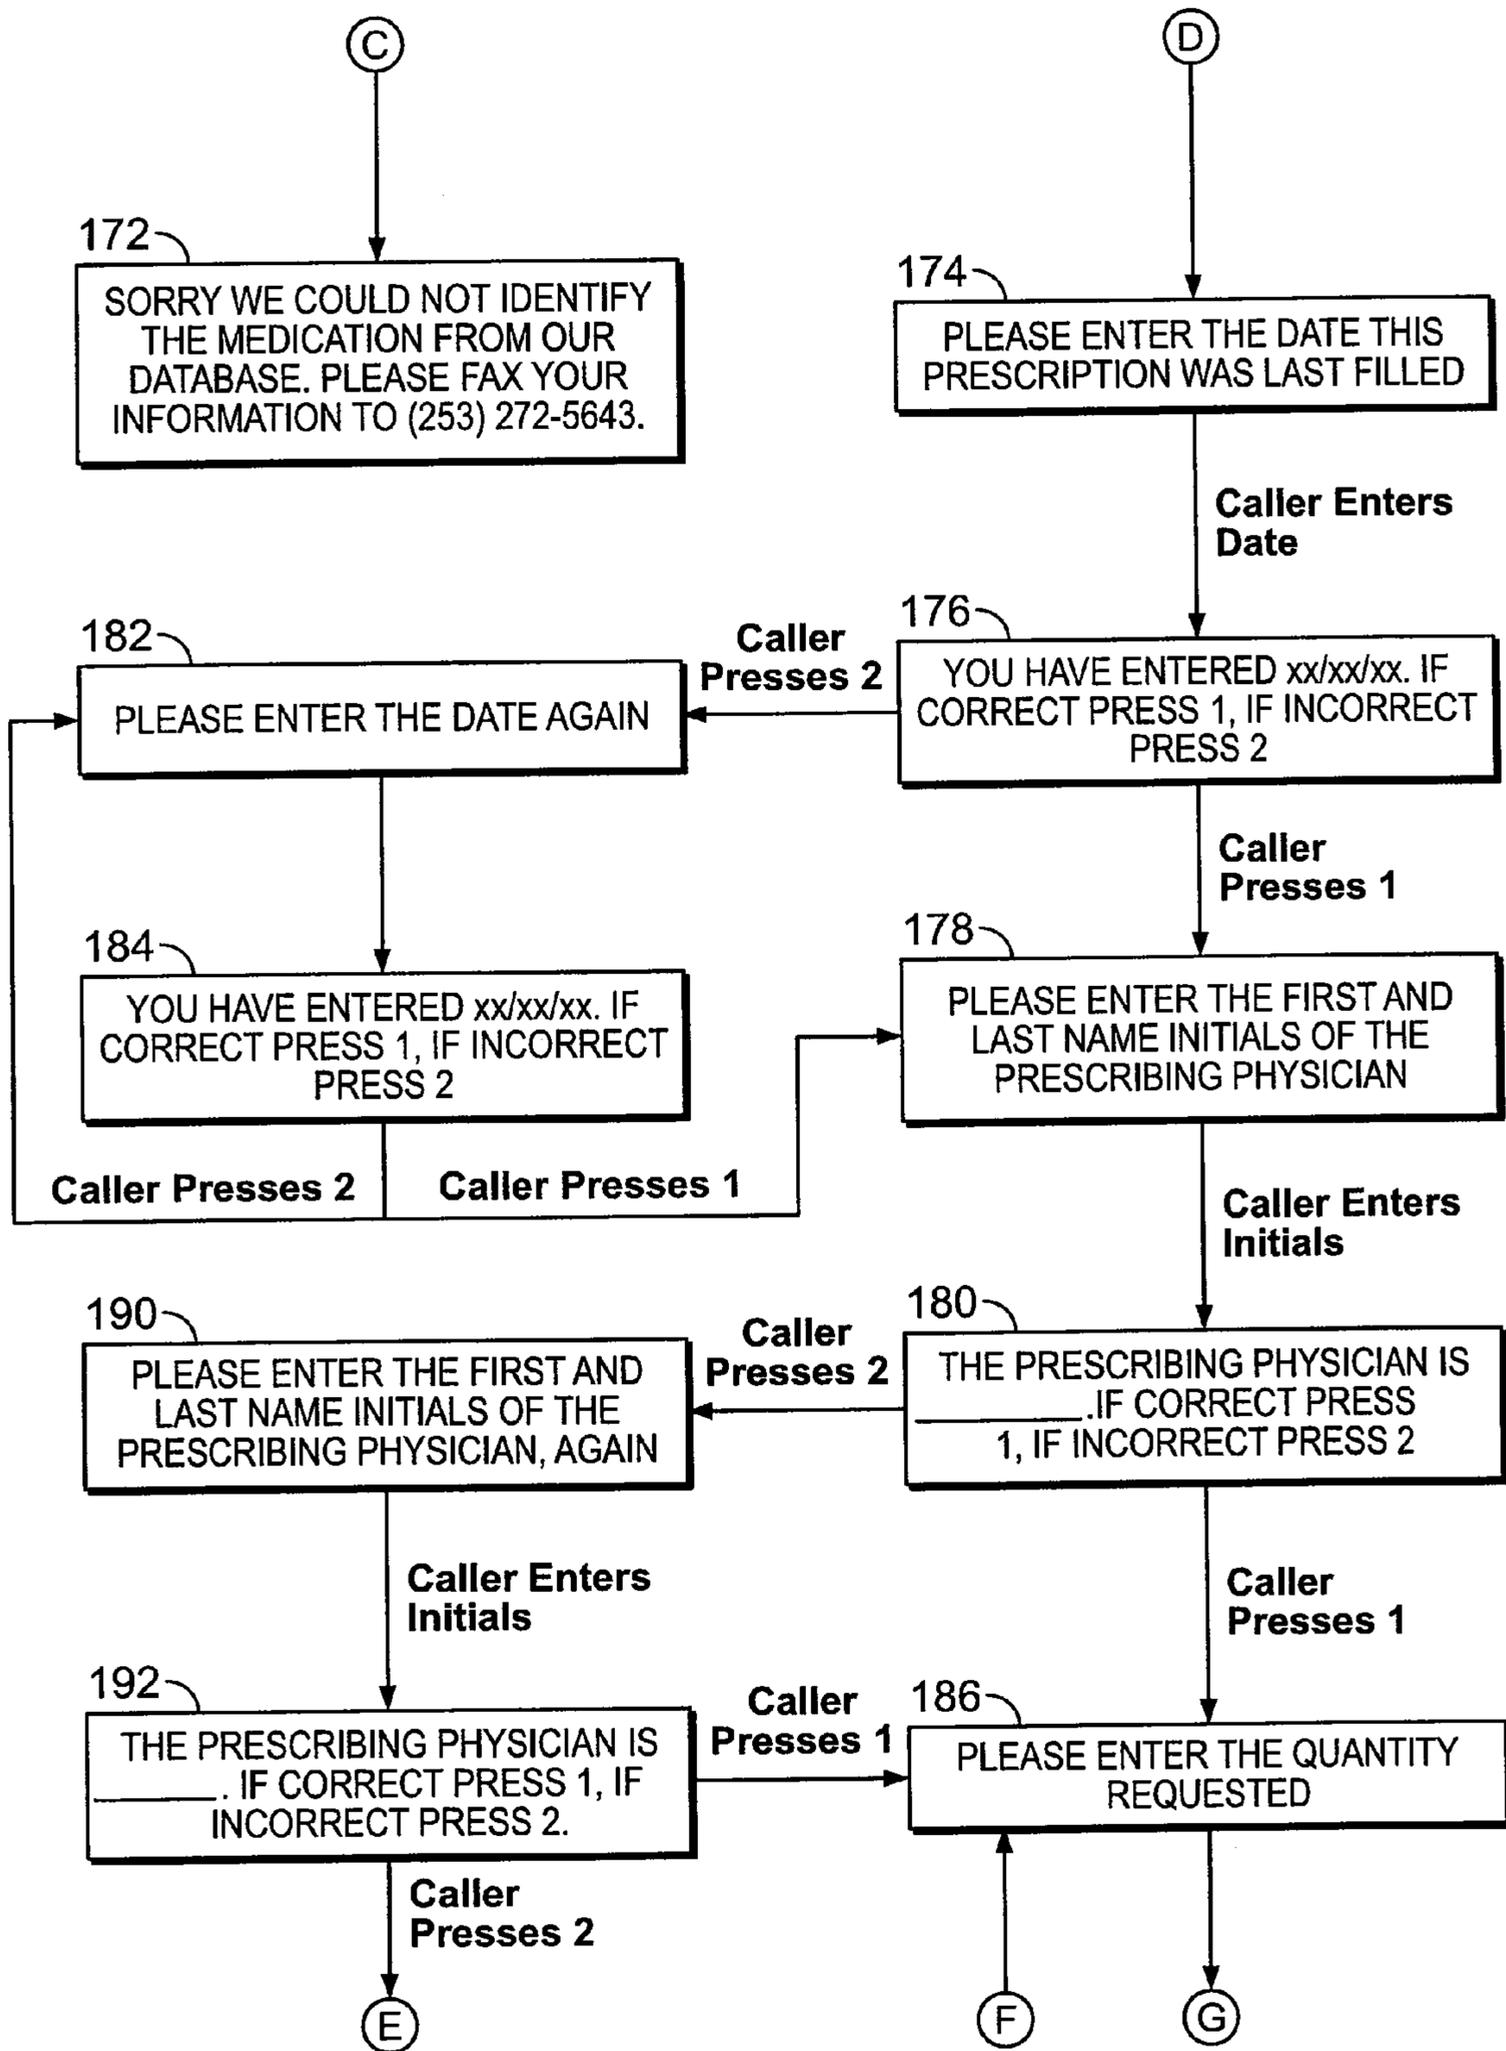 C
D
172
SORRY WE COULD NOT IDENTIFY
THE MEDICATION FROM OUR
DATABASE. PLEASE FAX YOUR
INFORMATION TO (253) 272-5643.
174
PLEASE ENTER THE DATE THIS
PRESCRIPTION WAS LAST FILLED
Caller Enters
Date
182
PLEASE ENTER THE DATE AGAIN
Caller
Presses 2
176
YOU HAVE ENTERED xx/xx/xx. IF
CORRECT PRESS 1, IF INCORRECT
PRESS 2
Caller
Presses 1
184
YOU HAVE ENTERED xx/xx/xx. IF
CORRECT PRESS 1, IF INCORRECT
PRESS 2
178
PLEASE ENTER THE FIRST AND
LAST NAME INITIALS OF THE
PRESCRIBING PHYSICIAN
Caller Presses 2
Caller Presses 1
Caller Enters
Initials
190
PLEASE ENTER THE FIRST AND
LAST NAME INITIALS OF THE
PRESCRIBING PHYSICIAN, AGAIN
Caller
Presses 2
180
THE PRESCRIBING PHYSICIAN IS
__________.IF CORRECT PRESS
1, IF INCORRECT PRESS 2
Caller Enters
Initials
Caller
Presses 1
192
THE PRESCRIBING PHYSICIAN IS
_______. IF CORRECT PRESS 1, IF
INCORRECT PRESS 2.
Caller
Presses 1
186
PLEASE ENTER THE QUANTITY
REQUESTED
Caller
Presses 2
E
F
G